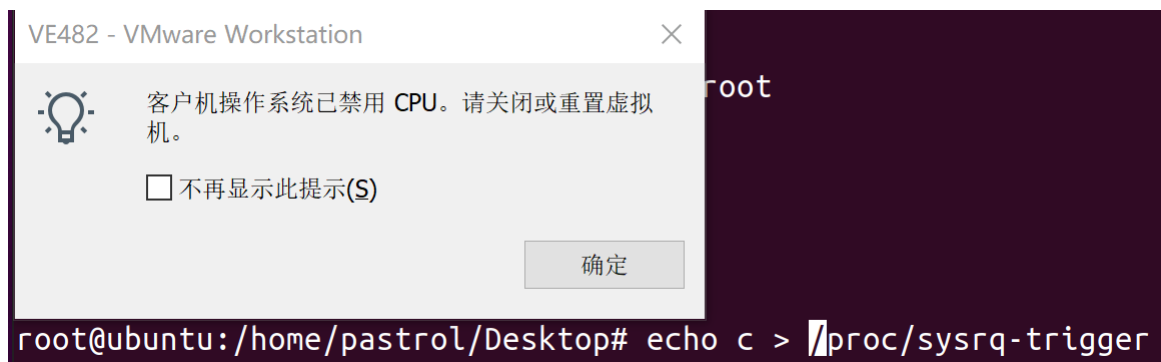 VE482 - VMware Workstation
客户机操作系统已禁用 CPU。请关闭或重置虚拟
机。
root
不再显示此提示(S)
确定
root@ubuntu:/home/pastrol/Desktop# echo c > /proc/sysrq-trigger